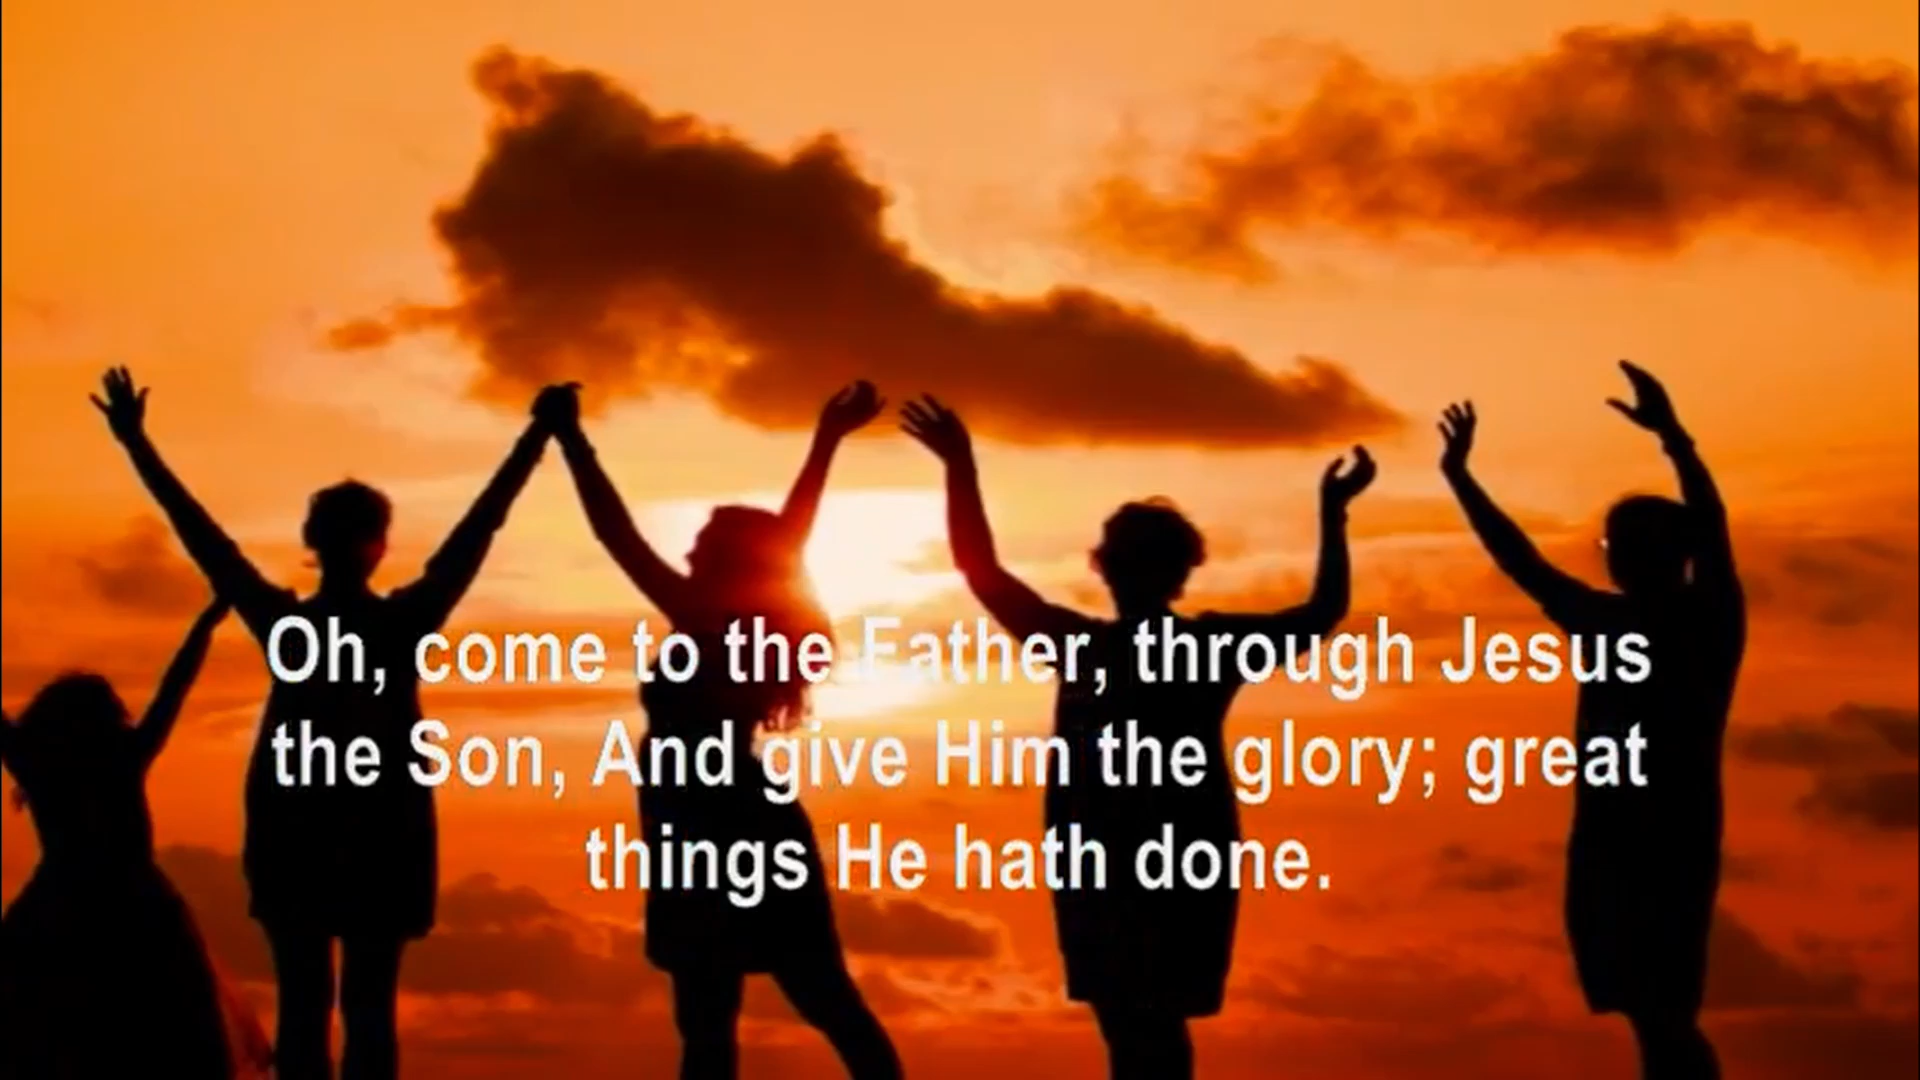 Oh, come to the Father, through Jesus
the Son, And give Him the glory; great
things He hath done.